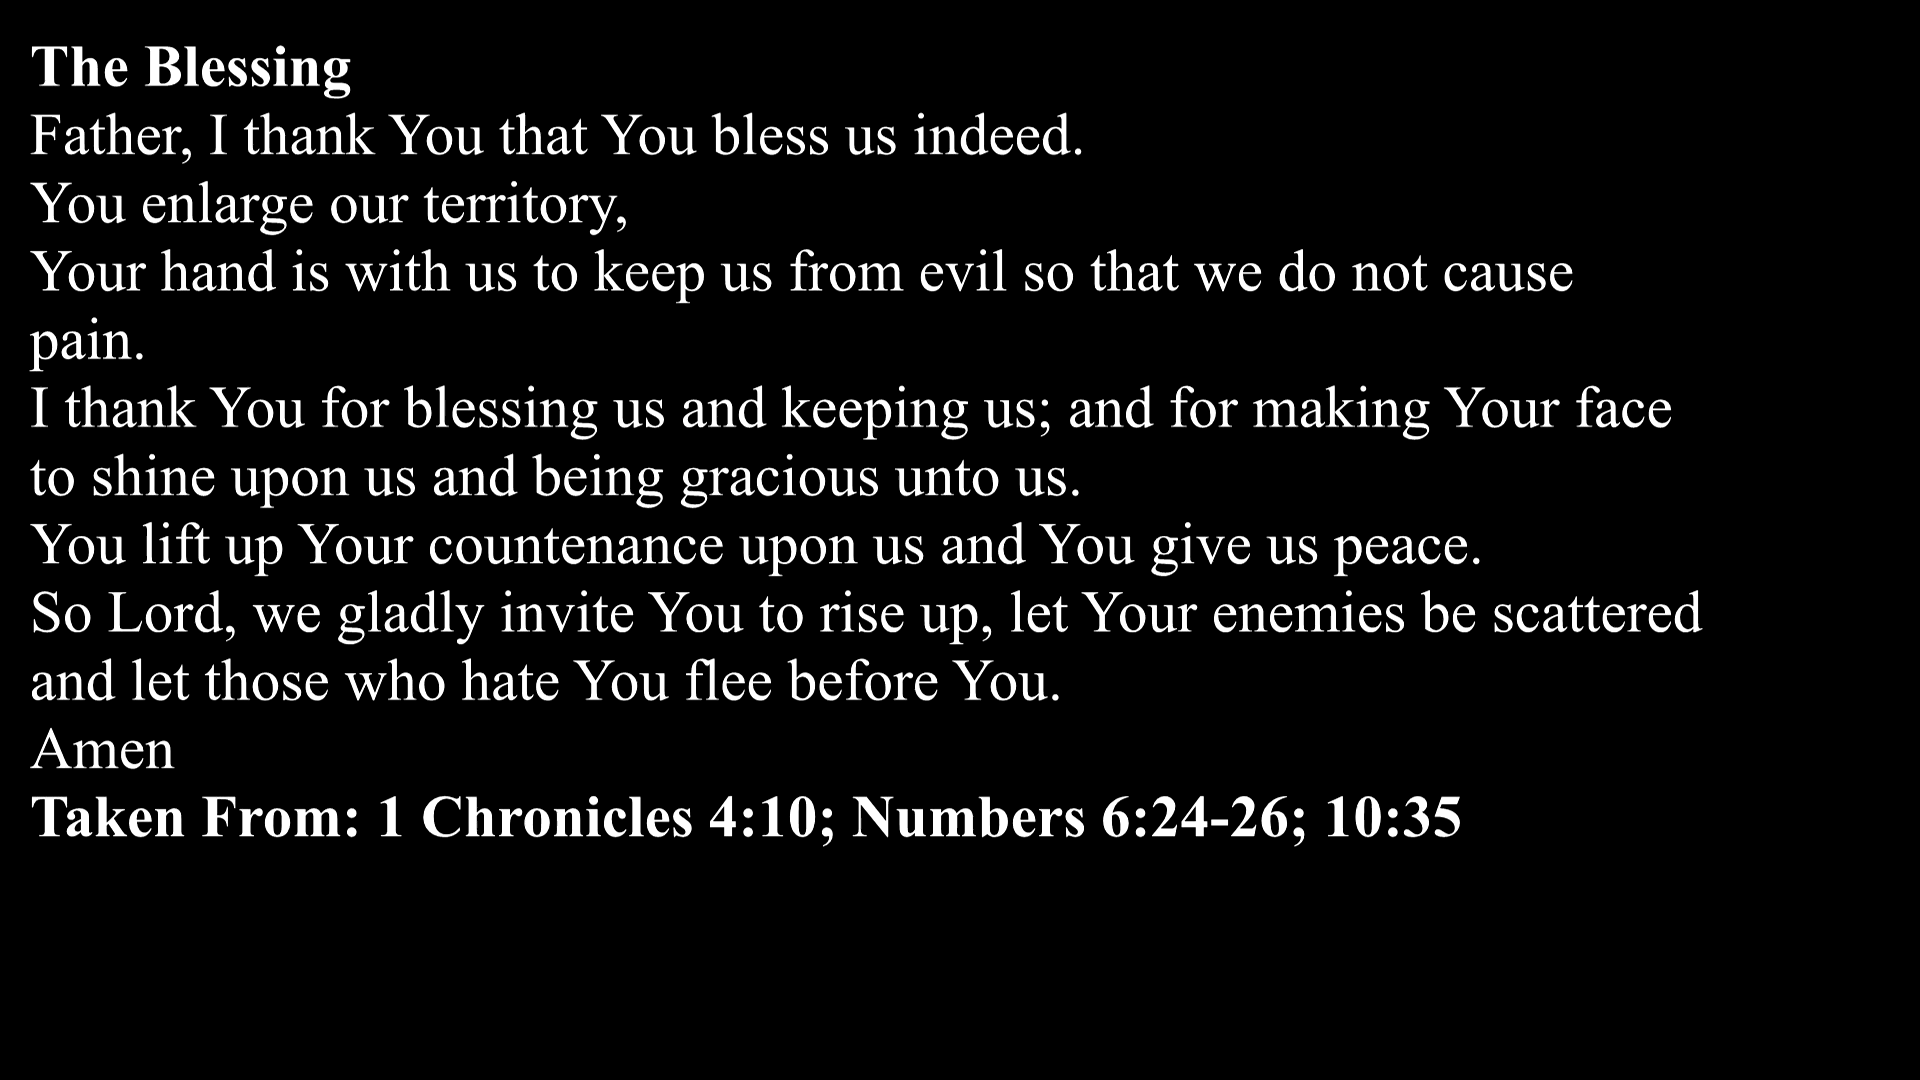 The Blessing
Father, I thank You that You bless us indeed.
You enlarge our territory,
Your hand is with us to keep us from evil so that we do not cause
pain.
I thank You for blessing us and keeping us; and for making Your face
to shine upon us and being gracious unto us.
You lift up Your countenance upon us and You give us peace.
So Lord, we gladly invite You to rise up, let Your enemies be scattered
and let those who hate You flee before You.
Amen
Taken From: 1 Chronicles 4:10; Numbers 6:24-26; 10:35